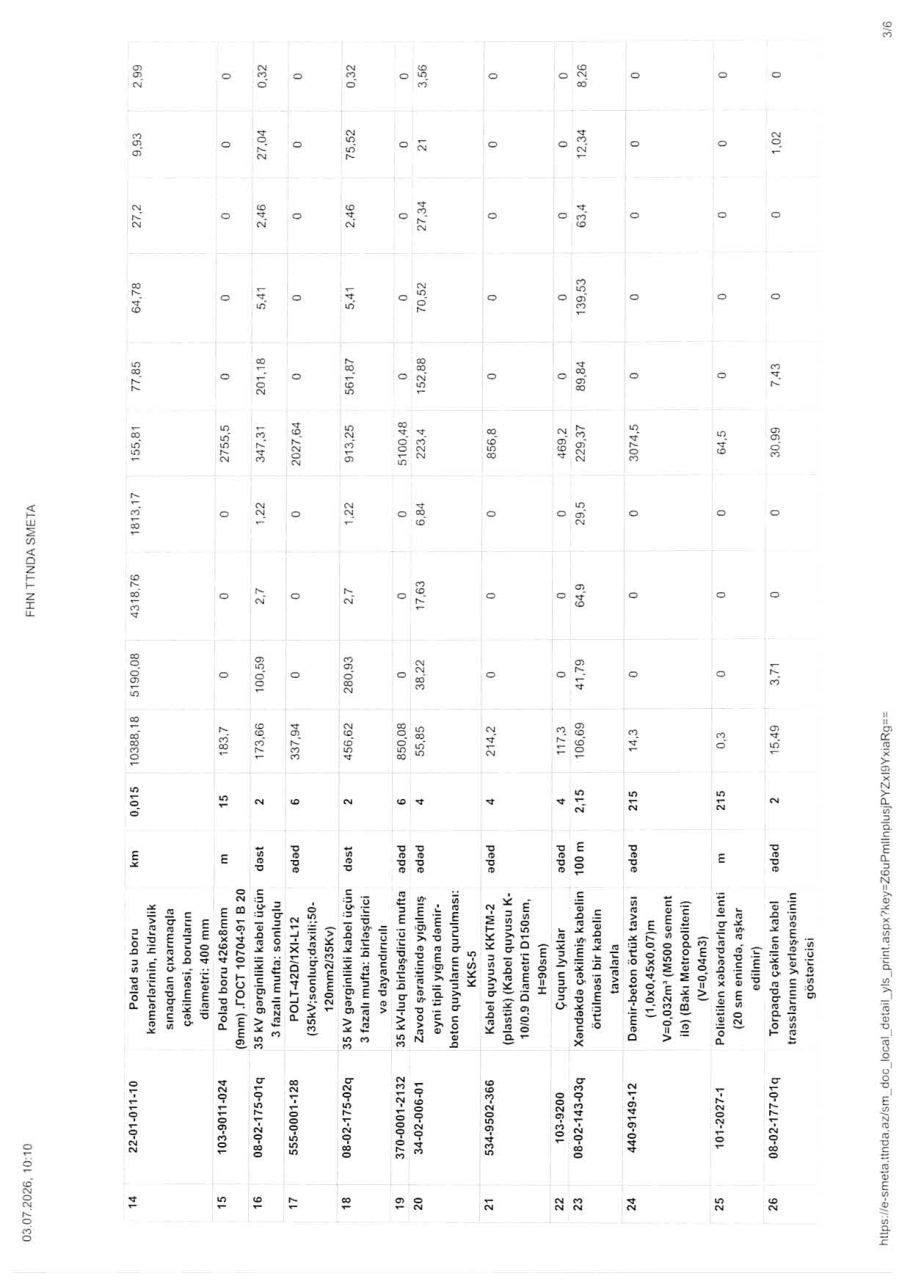 03.07.2026, 10:10
FHN TTNDA SMETA
14 22-01-011-10 Polad su boru km 0,015 10388,18 5190,08 4318,76 1813,17 155,81 77,85 64,78 27,2 9,93 2,99
kəmərlərinin, hidravlik
sınaqdan çıxarmaqla
çəkilməsi, boruların
diametri: 400 mm
15 103-9011-024 Polad boru 426x8mm m 15 183,7 0 0 0 2755,5 0 0 0 0 0
(9mm) .ГОСТ 10704-91 В 20
16 08-02-175-01q 35 kV gərginlikli kabel üçün dəst 2 173,66 100,59 2,7 1,22 347,31 201,18 5,41 2,46 27,04 0,32
3 fazalı mufta: sonluqlu
17 555-0001-128 POLT-42D/1XI-L12 ədəd 6 337,94 0 0 0 2027,64 0 0 0 0 0
(35kV;sonluq;daxili;50-
120mm2/35Kv)
18 08-02-175-02q 35 kV gərginlikli kabel üçün dəst 2 456,62 280,93 2,7 1,22 913,25 561,87 5,41 2,46 75,52 0,32
3 fazalı mufta: birləşdirici
və dayandırıcılı
19 370-0001-2132 35 kV-luq birləşdirici mufta ədəd 6 850,08 0 0 0 5100,48 0 0 0 0 0
20 34-02-006-01 Zavod şəratində yığılmış ədəd 4 55,85 38,22 17,63 6,84 223,4 152,88 70,52 27,34 21 3,56
eyni tipli yığma dəmir-
beton quyuların qurulması:
KKS-5
21 534-9502-366 Kabel quyusu KKTM-2 ədəd 4 214,2 0 0 0 856,8 0 0 0 0 0
(plastik) (Kabel quyusu K-
10/0.9 Diametri D150sm,
H=90sm)
22 103-9200 Çuqun lyuklar ədəd 4 117,3 0 0 0 469,2 0 0 0 0 0
23 08-02-143-03q Xəndəkdə çəkilmiş kabelin 100 m 2,15 106,69 41,79 64,9 29,5 229,37 89,84 139,53 63,4 12,34 8,26
örtülməsi bir kabelin
tavalarla
24 440-9149-12 Dəmir-beton örtük tavası ədəd 215 14,3 0 0 0 3074,5 0 0 0 0 0
(1,0x0,45x0,07)m
V=0,032m³ (M500 sement
ilə) (Bakı Metropoliteni)
(V=0,04m3)
25 101-2027-1 Polietilen xəbərdarlıq lenti m 215 0,3 0 0 0 64,5 0 0 0 0 0
(20 sm enində, aşkar
edilmir)
26 08-02-177-01q Torpaqda çəkilən kabel ədəd 2 15,49 3,71 0 0 30,99 7,43 0 0 1,02 0
trasslarının yerləşməsinin
göstəricisi
https://e-smeta.ttnda.az/sm_doc_local_detail_yls_print.aspx?key=Z6uPmlInplusjPYZxI9YxiaRg==
3/6